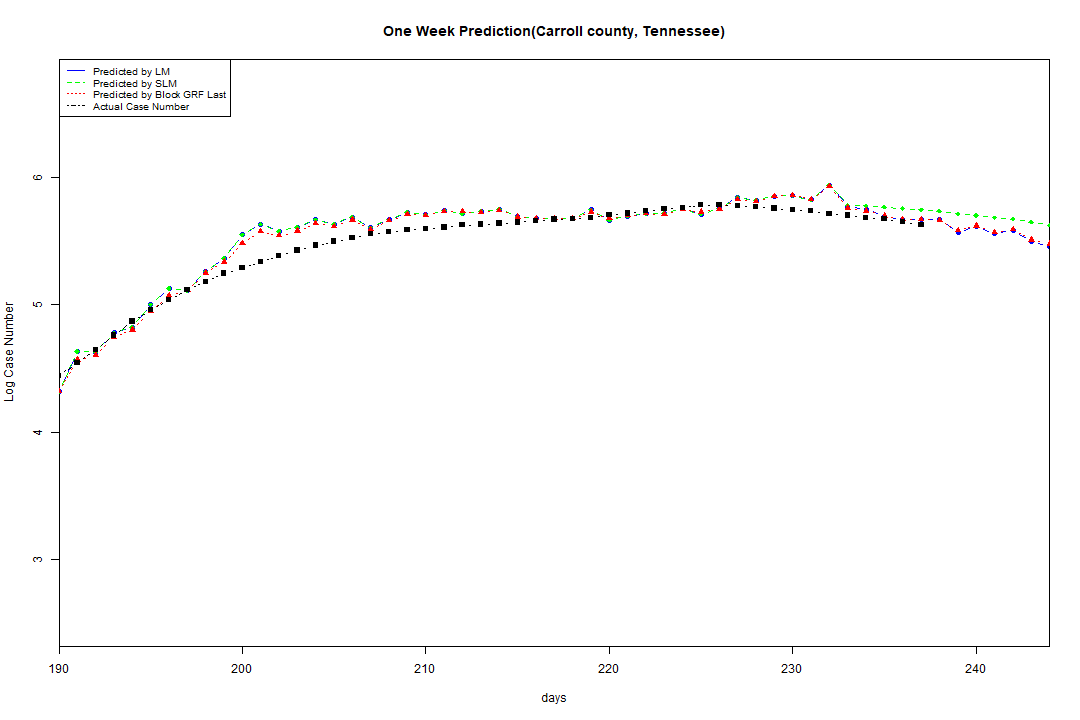 One Week Prediction(Carroll county, Tennessee)
Predicted by LM
Predicted by SLM
Predicted by Block GRF Last
Actual Case Number
Log Case Number
6
5
4
3
190 200 210 220 230 240
days